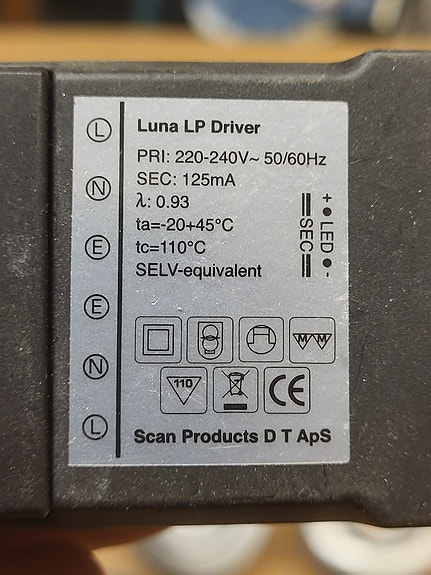 L
N
E
E
N
L
Luna LP Driver
PRI: 220-240V~ 50/60Hz
SEC: 125mA
λ: 0.93
ta=-20+45°C
tc=110°C
SELV-equivalent
+ ● LED ● -
SEC
M M
110
CE
Scan Products D T ApS